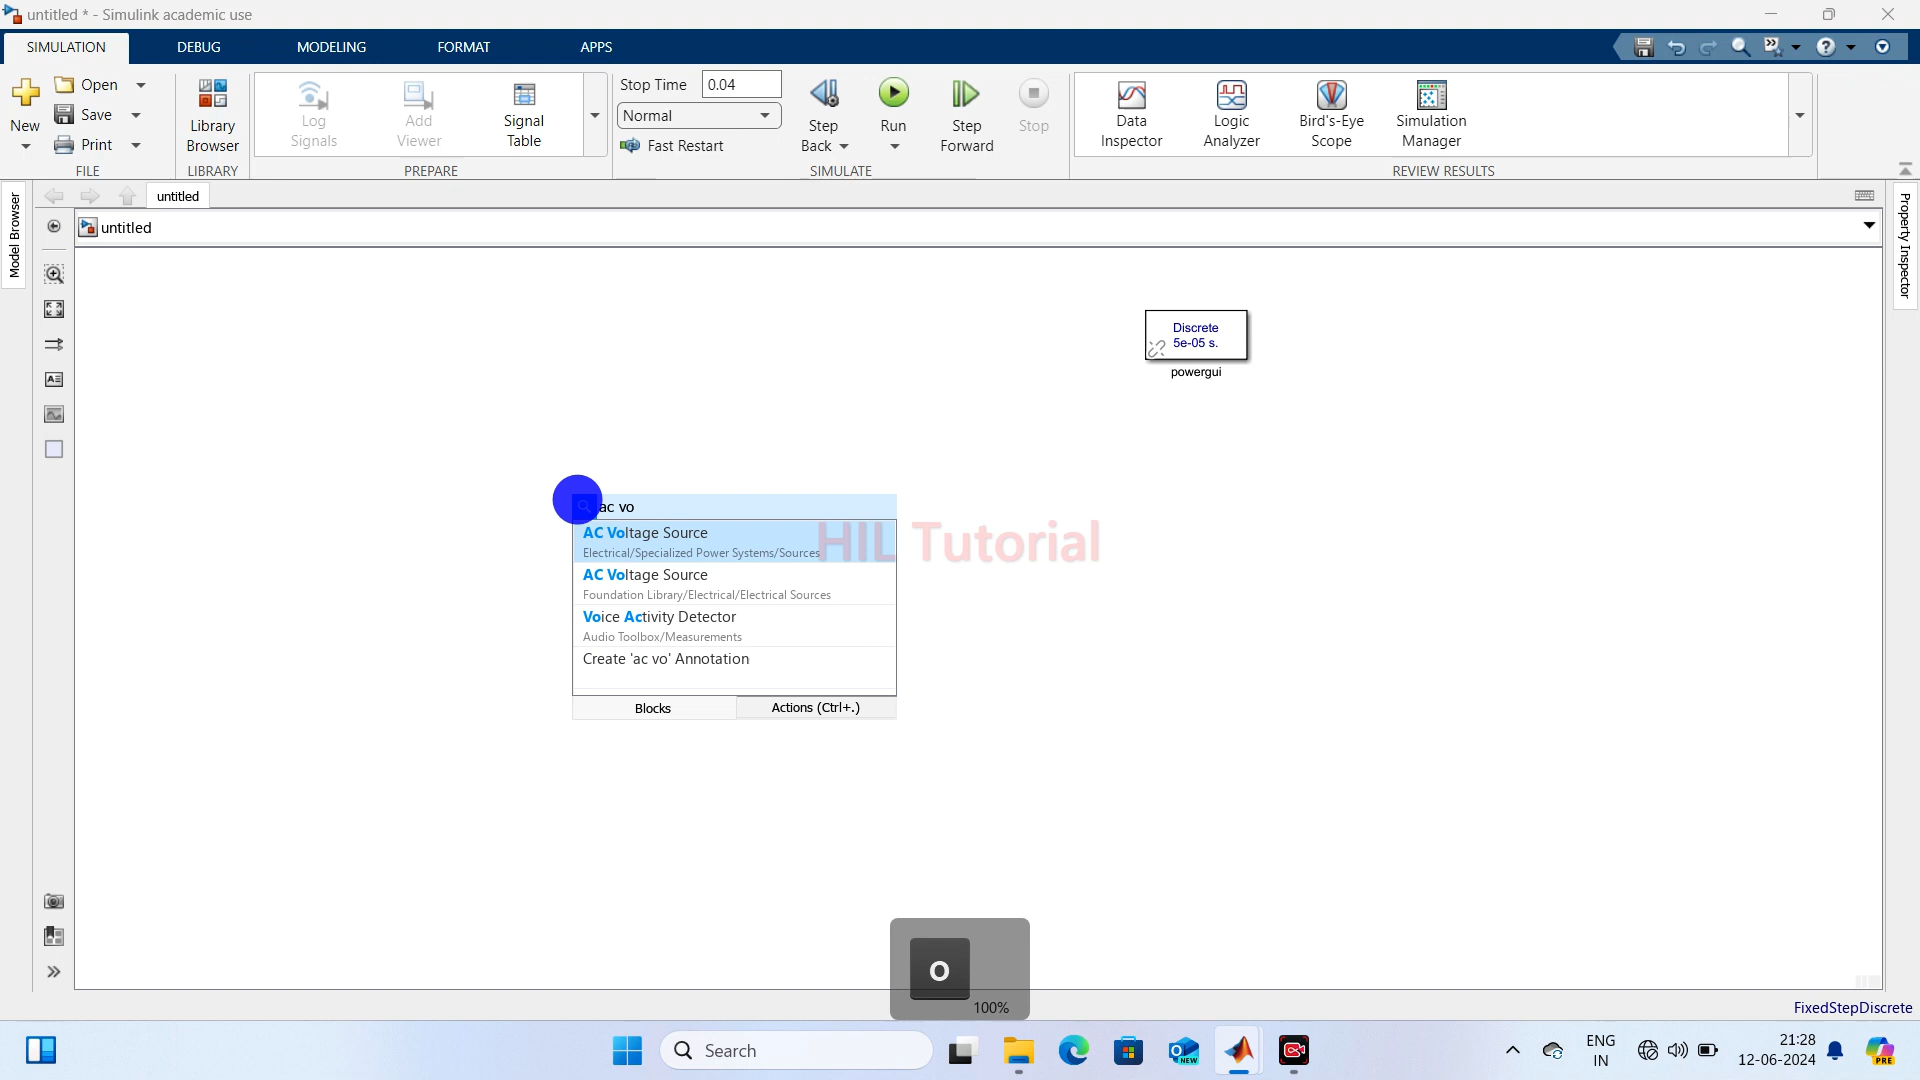 untitled * - Simulink academic use
SIMULATION
DEBUG
MODELING
FORMAT
APPS
New
Open
Save
Print
FILE
Library
Browser
LIBRARY
Log
Signals
Add
Viewer
Signal
Table
PREPARE
Stop Time
0.04
Normal
Fast Restart
Step
Back
Run
Step
Forward
Stop
SIMULATE
Data
Inspector
Logic
Analyzer
Bird's-Eye
Scope
Simulation
Manager
REVIEW RESULTS
Model Browser
untitled
untitled
Property Inspector
Discrete
5e-05 s.
powergui
ac vo
AC Voltage Source
Electrical/Specialized Power Systems/Sources
AC Voltage Source
Foundation Library/Electrical/Electrical Sources
Voice Activity Detector
Audio Toolbox/Measurements
Create 'ac vo' Annotation
Blocks
Actions (Ctrl+.)
HIL Tutorial
o
100%
FixedStepDiscrete
Search
NEW
ENG
IN
21:28
12-06-2024
PRE